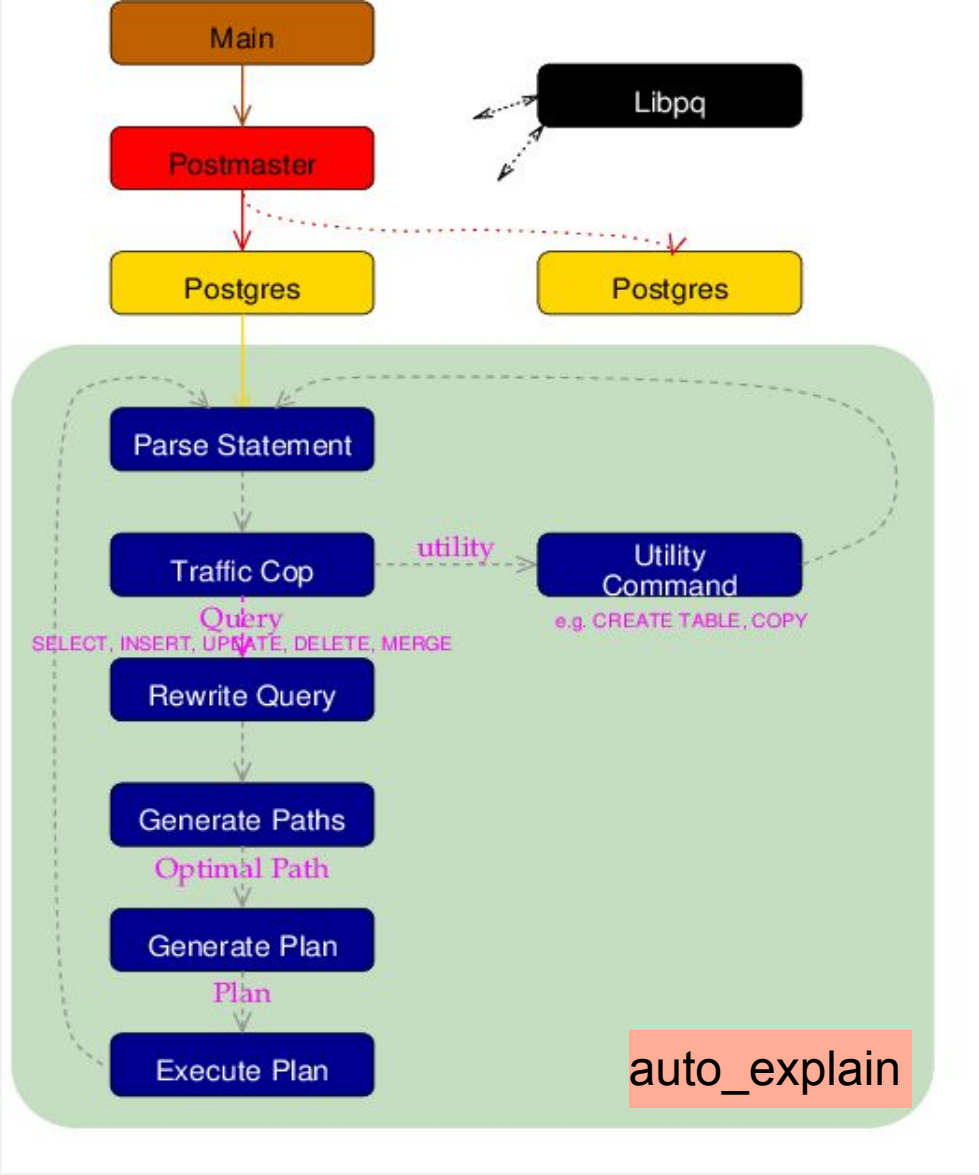 Main
Libpq
Postmaster
Postgres
Postgres
Parse Statement
Traffic Cop
utility
Utility
Command
Query
SELECT, INSERT, UPDATE, DELETE, MERGE
e.g. CREATE TABLE, COPY
Rewrite Query
Generate Paths
Optimal Path
Generate Plan
Plan
Execute Plan
auto_explain